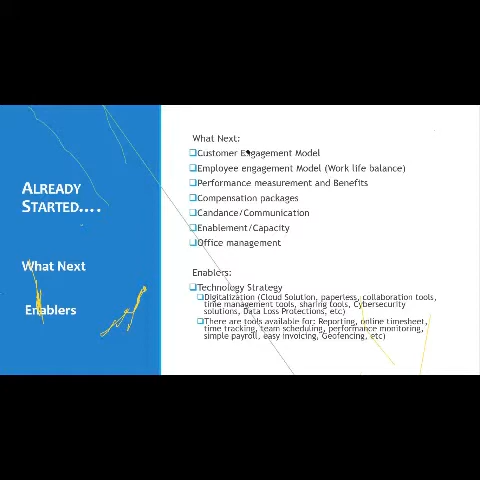 ALREADY
STARTED....
What Next
Enablers
What Next:
Customer Engagement Model
Employee engagement Model (Work life balance)
Performance measurement and Benefits
Compensation packages
Candance/Communication
Enablement/Capacity
Office management
Enablers:
Technology Strategy
Digitalization (Cloud Solution, paperless, collaboration tools,
time management tools, sharing tools, Cybersecurity
solutions, Data Loss Protections, etc)
There are tools available for: Reporting, online timesheet,
time tracking, team scheduling, performance monitoring,
simple payroll, easy invoicing, Geofencing, etc)